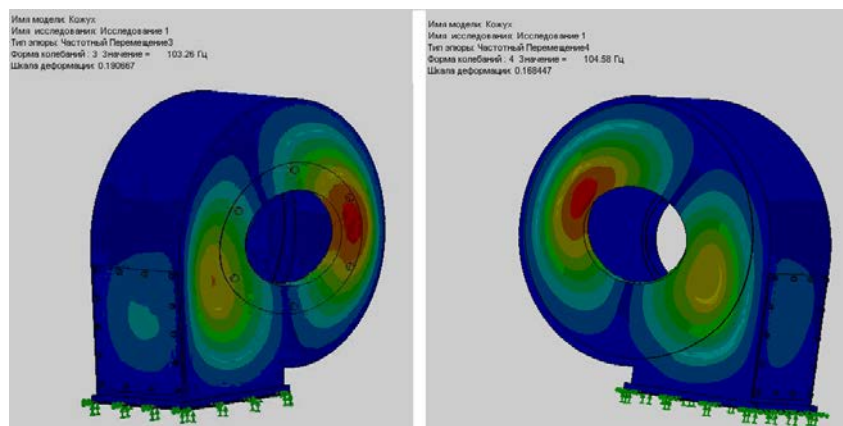 Имя модели: Кожух
Имя исследования: Исследование 1
Тип эпюры: Частотный Перемещение3
Форма колебаний : 3 Значение = 103.26 Гц
Шкала деформации: 0.190667
Имя модели: Кожух
Имя исследования: Исследование 1
Тип эпюры: Частотный Перемещение4
Форма колебаний : 4 Значение = 104.58 Гц
Шкала деформации: 0.168447